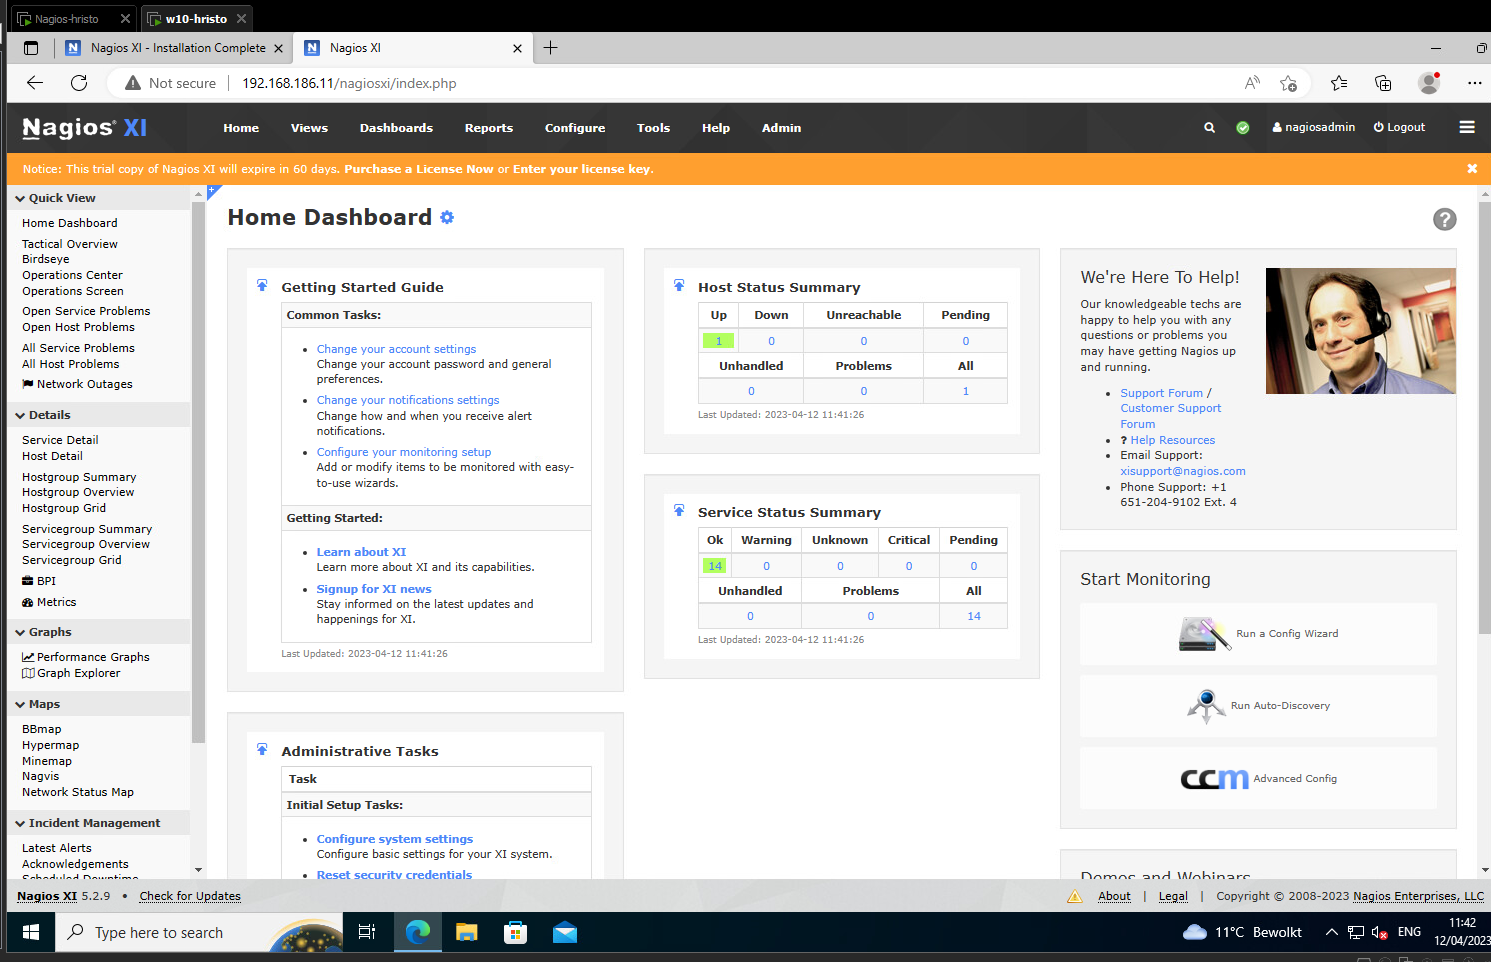 Nagios-hristo
w10-hristo
Nagios XI - Installation Complete
Nagios XI
Not secure
192.168.186.11/nagiosxi/index.php
Nagios® XI
Home Views Dashboards Reports Configure Tools Help Admin
nagiosadmin Logout
Notice: This trial copy of Nagios XI will expire in 60 days. Purchase a License Now or Enter your license key.
Quick View
Home Dashboard
Tactical Overview
Birdseye
Operations Center
Operations Screen
Open Service Problems
Open Host Problems
All Service Problems
All Host Problems
Network Outages
Details
Service Detail
Host Detail
Hostgroup Summary
Hostgroup Overview
Hostgroup Grid
Servicegroup Summary
Servicegroup Overview
Servicegroup Grid
BPI
Metrics
Graphs
Performance Graphs
Graph Explorer
Maps
BBmap
Hypermap
Minemap
Nagvis
Network Status Map
Incident Management
Latest Alerts
Acknowledgements
Scheduled Downtime
Home Dashboard
Getting Started Guide
Common Tasks:
Change your account settings
Change your account password and general
preferences.
Change your notifications settings
Change how and when you receive alert
notifications.
Configure your monitoring setup
Add or modify items to be monitored with easy-
to-use wizards.
Getting Started:
Learn about XI
Learn more about XI and its capabilities.
Signup for XI news
Stay informed on the latest updates and
happenings for XI.
Last Updated: 2023-04-12 11:41:26
Administrative Tasks
Task
Initial Setup Tasks:
Configure system settings
Configure basic settings for your XI system.
Reset security credentials
Host Status Summary
Up Down Unreachable Pending
1 0 0 0
Unhandled Problems All
0 0 1
Last Updated: 2023-04-12 11:41:26
Service Status Summary
Ok Warning Unknown Critical Pending
14 0 0 0 0
Unhandled Problems All
0 0 14
Last Updated: 2023-04-12 11:41:26
We're Here To Help!
Our knowledgeable techs are
happy to help you with any
questions or problems you
may have getting Nagios up
and running.
Support Forum /
Customer Support
Forum
? Help Resources
Email Support:
xisupport@nagios.com
Phone Support: +1
651-204-9102 Ext. 4
Start Monitoring
Run a Config Wizard
Run Auto-Discovery
ccm Advanced Config
Demos and Webinars
Nagios XI 5.2.9 • Check for Updates
About | Legal | Copyright © 2008-2023 Nagios Enterprises, LLC
Type here to search
11°C Bewolkt
ENG
11:42
12/04/2023